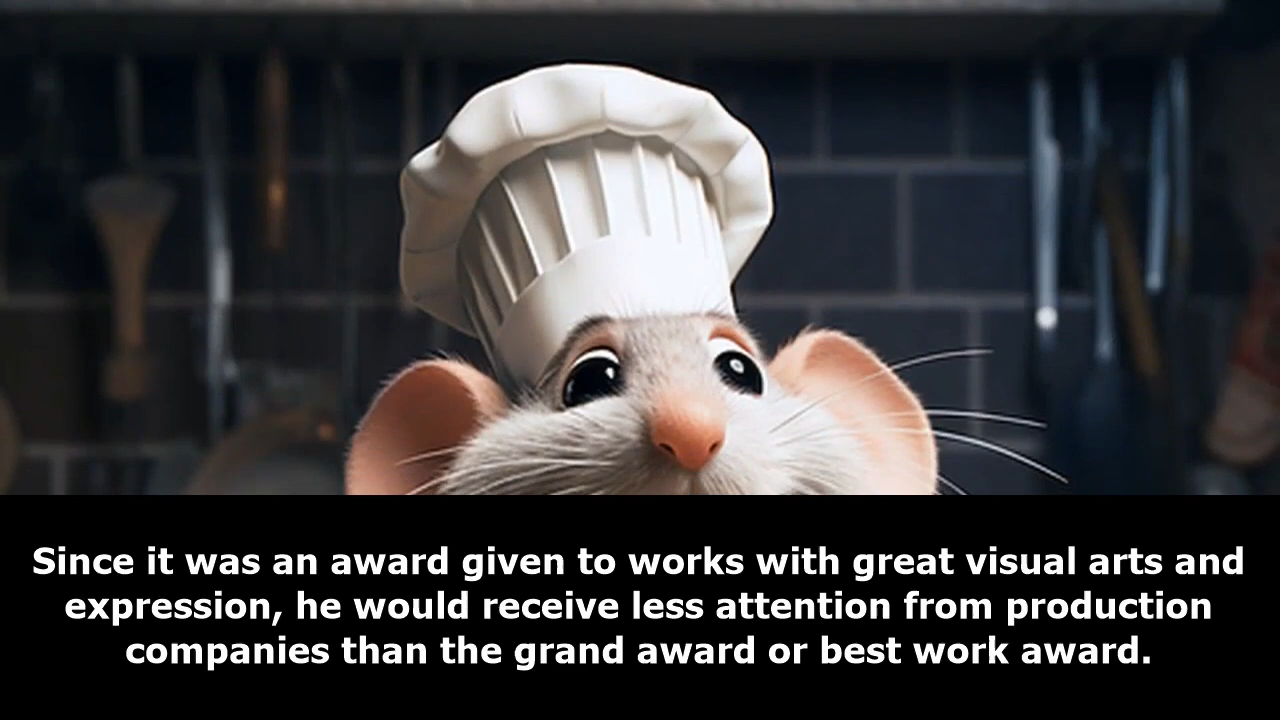 Since it was an award given to works with great visual arts and
expression, he would receive less attention from production
companies than the grand award or best work award.